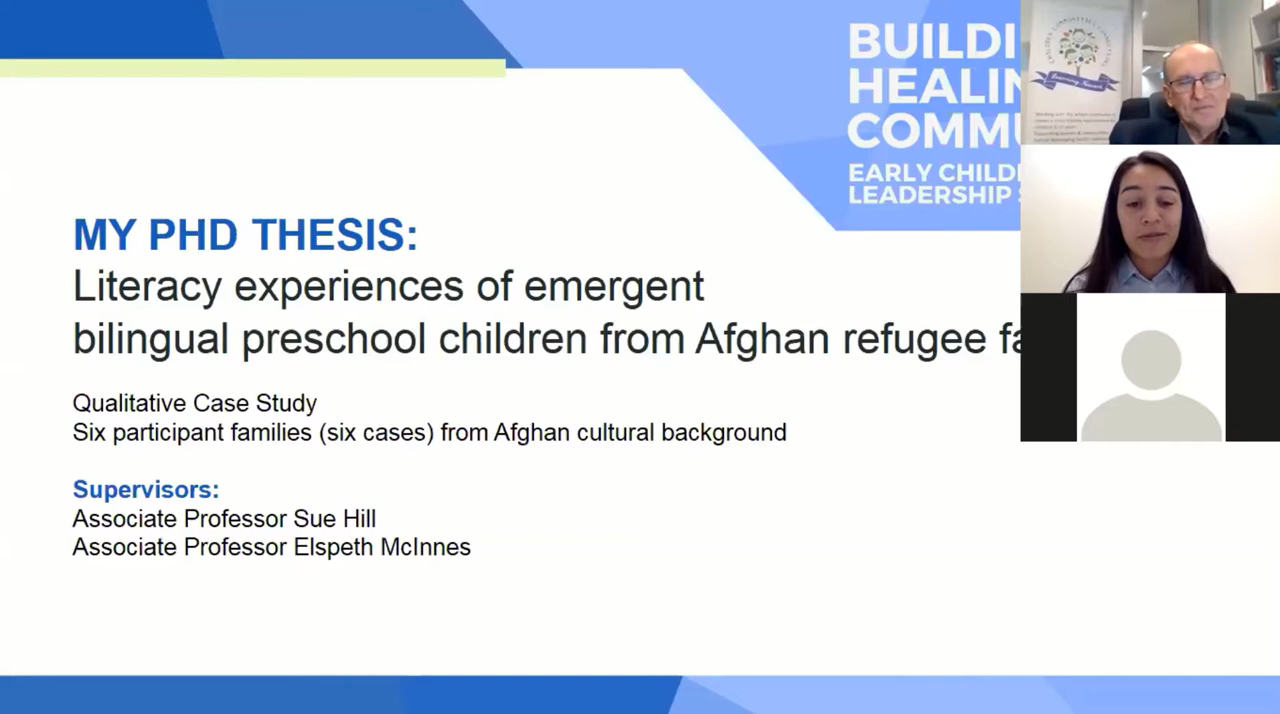 BUILDI
HEALIN
COMMU
EARLY CHILD
LEADERSHIP S
MY PHD THESIS:
Literacy experiences of emergent
bilingual preschool children from Afghan refugee fa
Qualitative Case Study
Six participant families (six cases) from Afghan cultural background
Supervisors:
Associate Professor Sue Hill
Associate Professor Elspeth McInnes
Learning Network